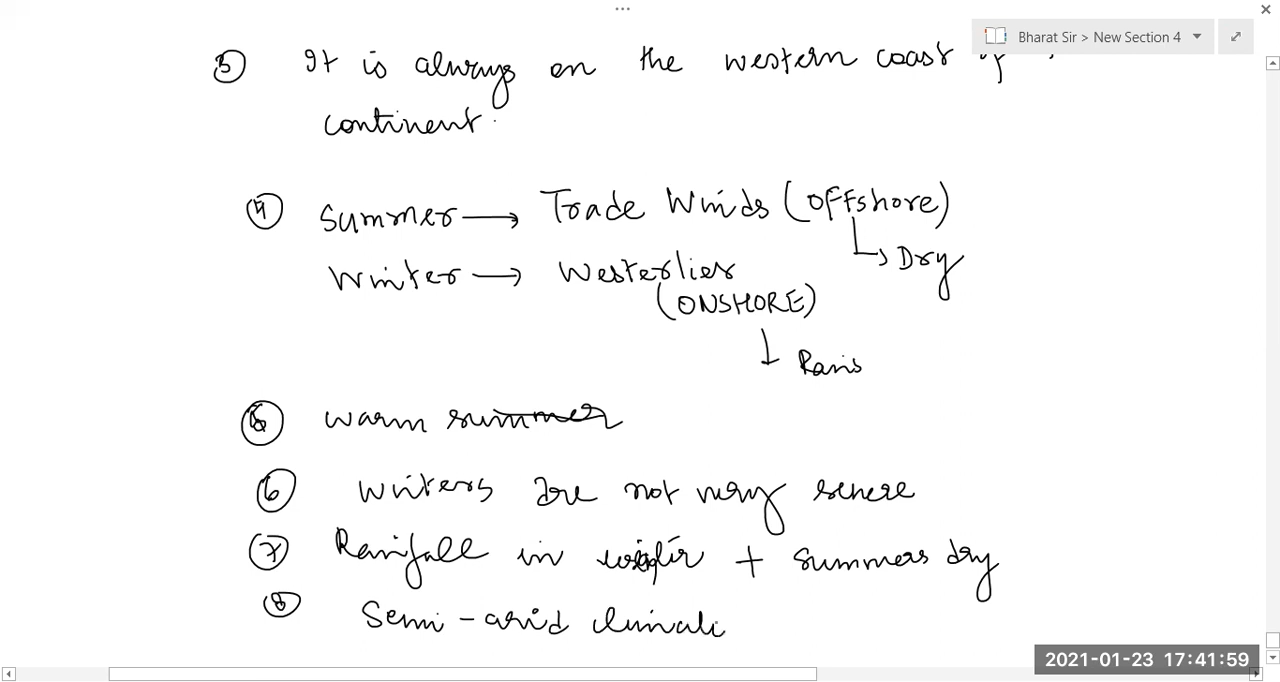 ...
Bharat Sir > New Section 4
③ It is always on the western coast of
continent.
④ Summer → Trade Winds (OFFshore)
↳ Dry
Winter → Westerlies
(ONSHORE)
↓ Rains
⑤ warm summer
⑥ winters are not very severe
⑦ Rainfall in winter + summers dry
⑧ Semi-arid climate
2021-01-23 17:41:59